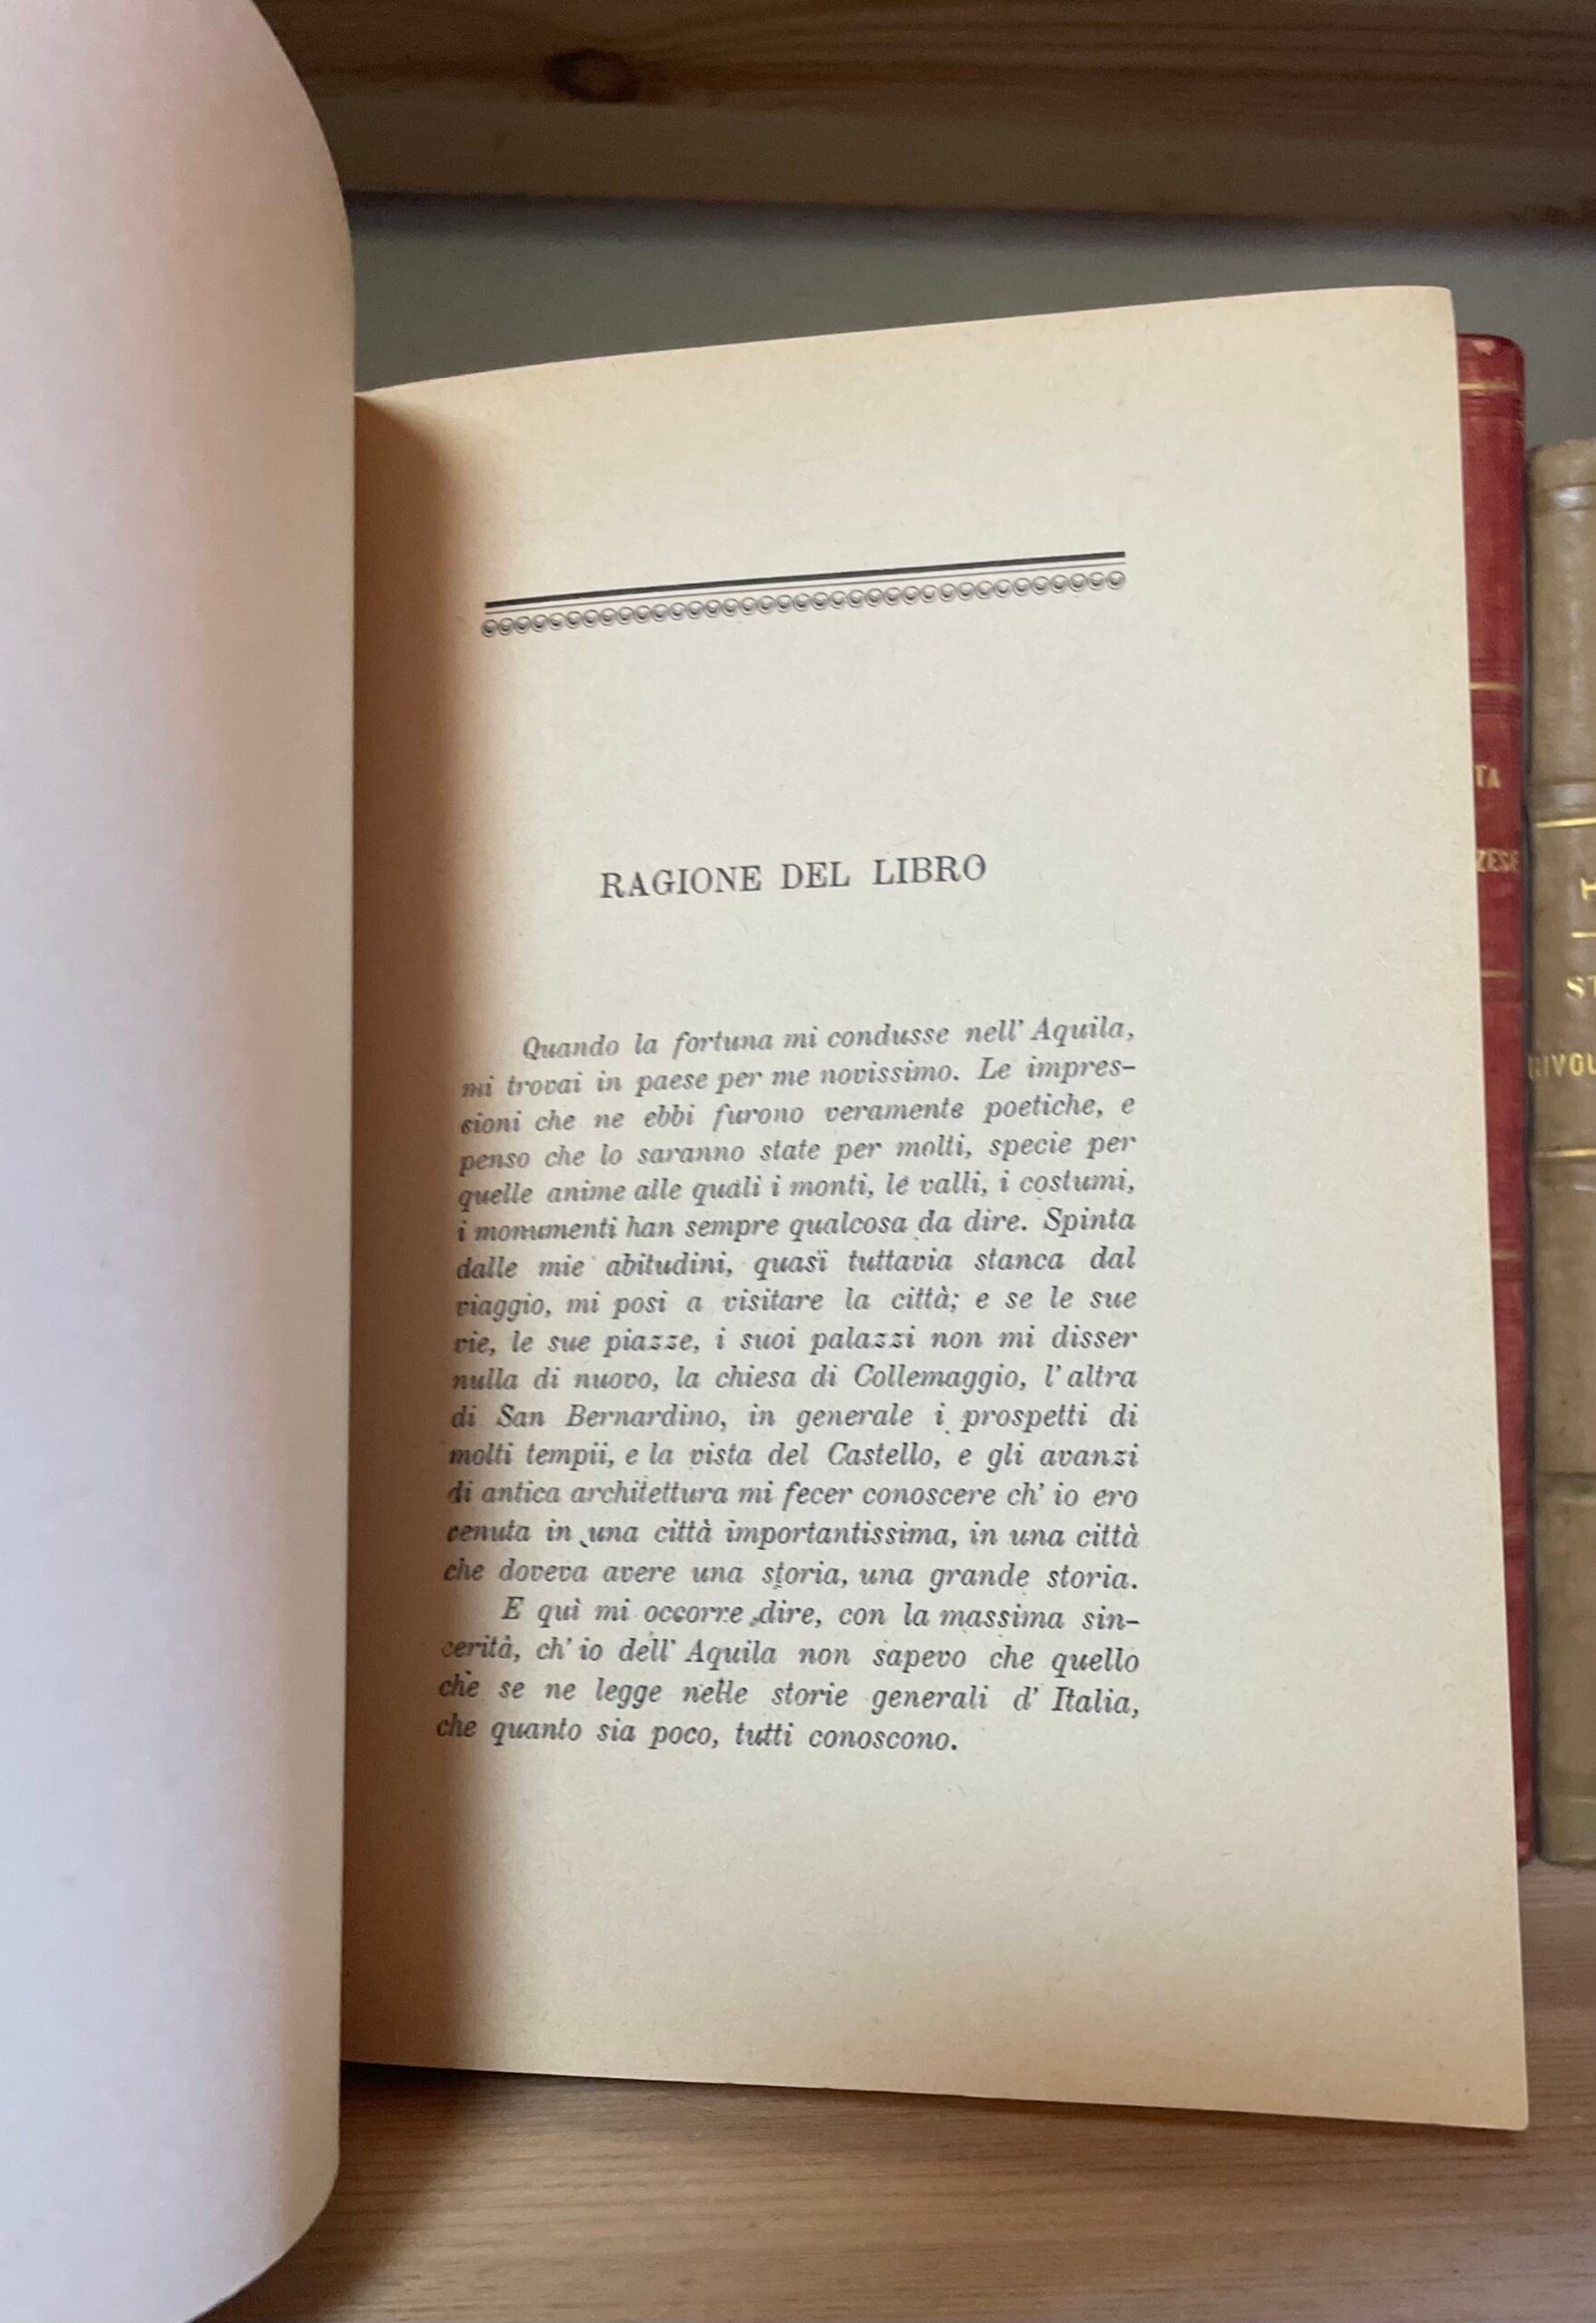 RAGIONE DEL LIBRO
Quando la fortuna mi condusse nell' Aquila,
mi trovai in paese per me novissimo. Le impres-
sioni che ne ebbi furono veramente poetiche, e
penso che lo saranno state per molti, specie per
quelle anime alle quali i monti, le valli, i costumi,
i monumenti han sempre qualcosa da dire. Spinta
dalle mie abitudini, quasi tuttavia stanca dal
viaggio, mi posi a visitare la città; e se le sue
vie, le sue piazze, i suoi palazzi non mi disser
nulla di nuovo, la chiesa di Collemaggio, l' altra
di San Bernardino, in generale i prospetti di
molti tempii, e la vista del Castello, e gli avanzi
di antica architettura mi fecer conoscere ch' io ero
venuta in una città importantissima, in una città
che doveva avere una storia, una grande storia.
E quì mi occorre dire, con la massima sin-
cerità, ch' io dell' Aquila non sapevo che quello
che se ne legge nelle storie generali d' Italia,
che quanto sia poco, tutti conoscono.
TA
ZESE
ST
RIVOL